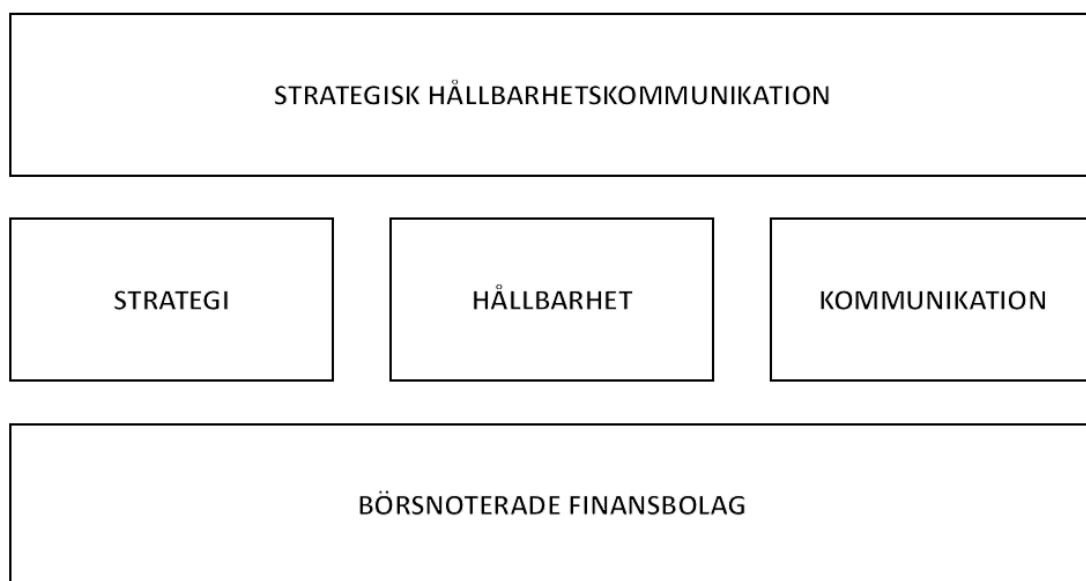 STRATEGISK HÅLLBARHETSKOMMUNIKATION
STRATEGI
HÅLLBARHET
KOMMUNIKATION
BÖRSNOTERADE FINANSBOLAG